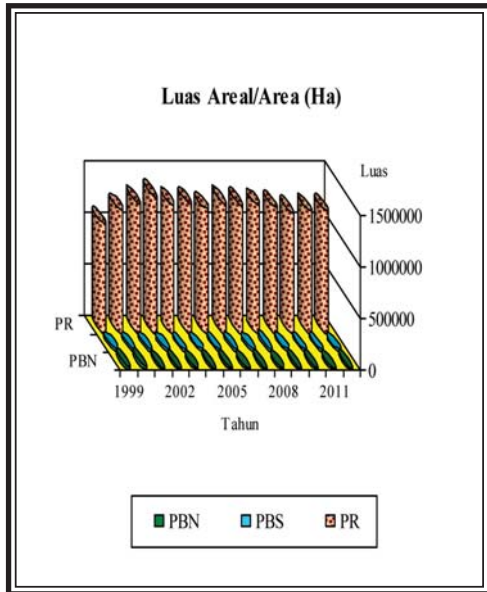 Luas Areal/Area (Ha)
Luas
1500000
1000000
500000
0
PR
PBN
1999 2002 2005 2008 2011
Tahun
PBN PBS PR